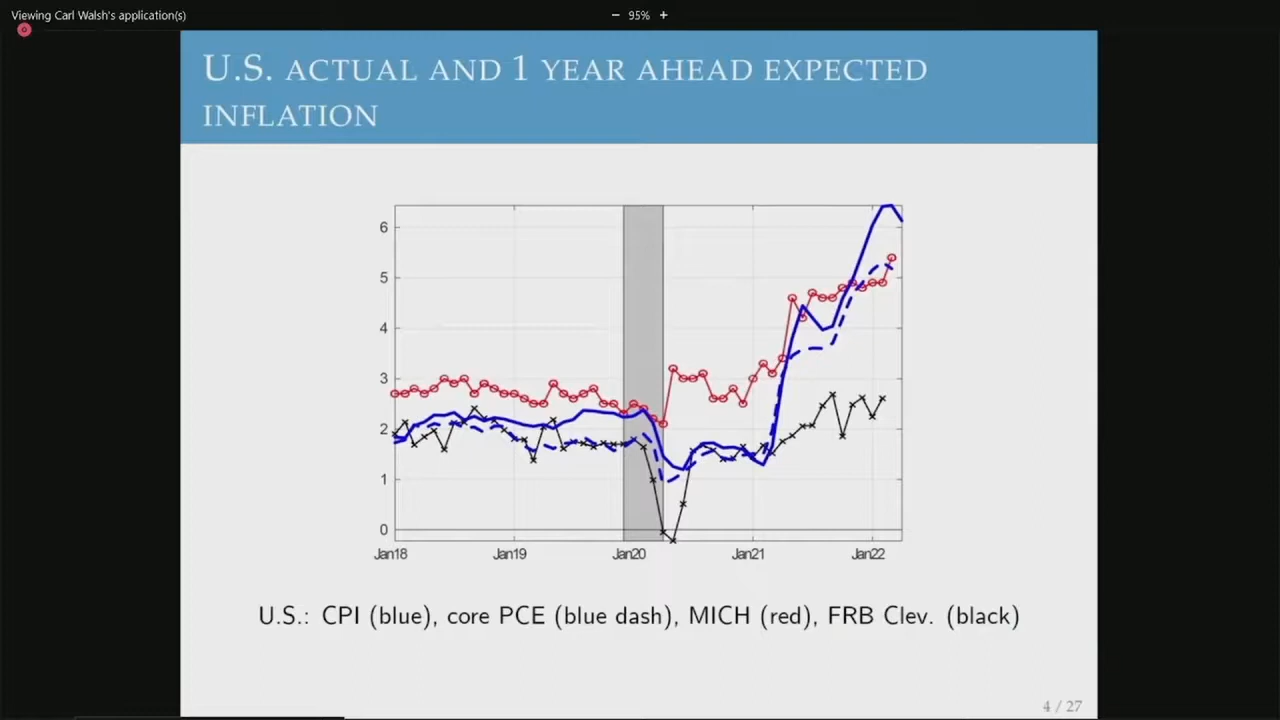 Viewing Carl Walsh's application(s)
− 95% +
U.S. ACTUAL AND 1 YEAR AHEAD EXPECTED
INFLATION
6
5
4
3
2
1
0
Jan18 Jan19 Jan20 Jan21 Jan22
U.S.: CPI (blue), core PCE (blue dash), MICH (red), FRB Clev. (black)
4 / 27